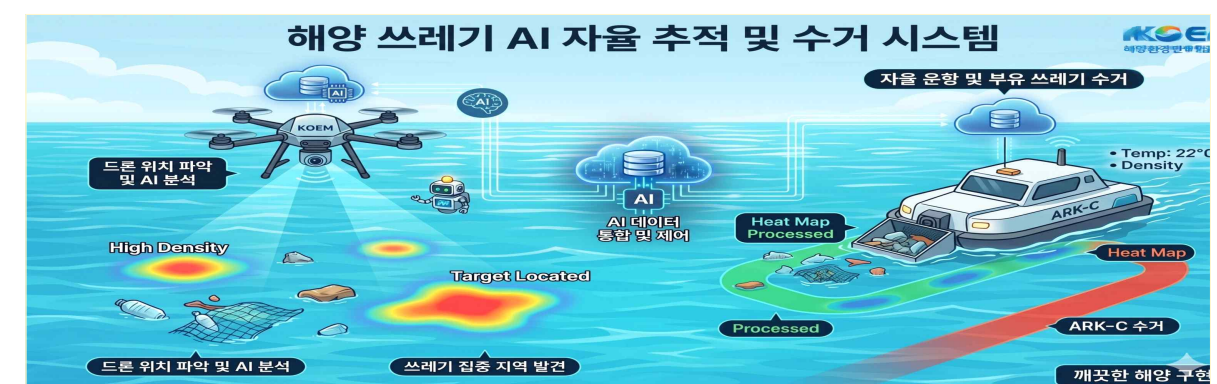 해양 쓰레기 AI 자율 추적 및 수거 시스템
자율 운항 및 부유 쓰레기 수거
AI
AI
KOEM
드론 위치 파악
및 AI 분석
• Temp: 22°C
• Density
AI
AI 데이터
통합 및 제어
ARK-C
Heat Map
Processed
High Density
Target Located
Heat Map
Processed
ARK-C 수거
드론 위치 파악 및 AI 분석
쓰레기 집중 지역 발견
깨끗한 해양 구현